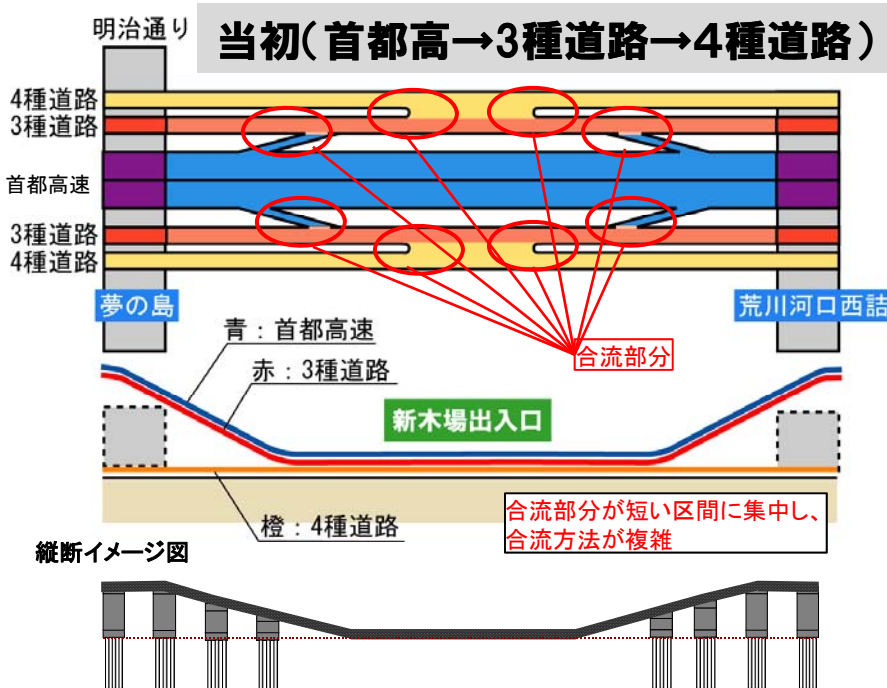 明治通り
当初(首都高→3種道路→4種道路)
4種道路
3種道路
首都高速
3種道路
4種道路
夢の島
荒川河口西詰
青：首都高速
合流部分
赤：3種道路
新木場出入口
合流部分が短い区間に集中し、
合流方法が複雑
橙：4種道路
縦断イメージ図